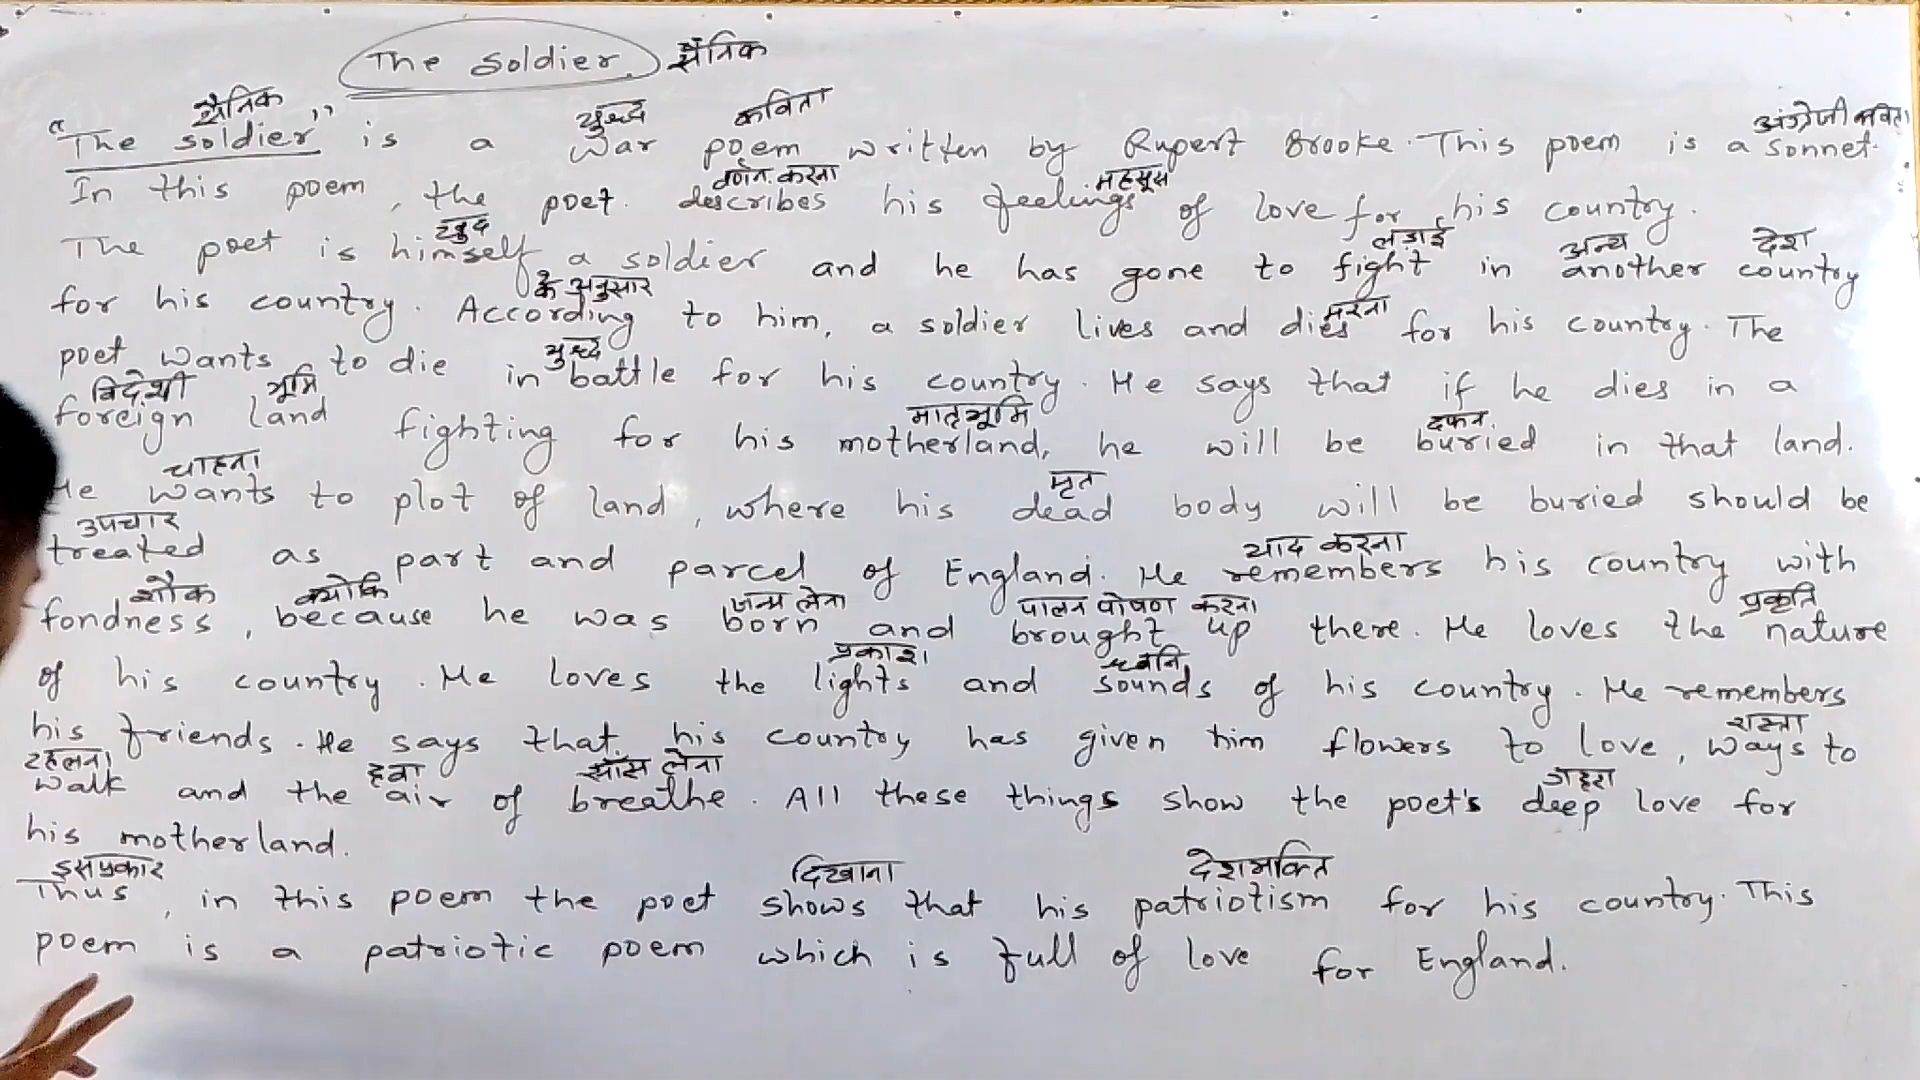 The soldier. सैनिक
सैनिक युध्द कविता अंग्रेजी कविता
"The soldier" is a war poem written by Rupert Brooke. This poem is a sonnet.
वर्णन करना महसूस
In this poem, the poet. describes his feelings of love for his country.
खुद लड़ाई अन्य देश
The poet is himself a soldier and he has gone to fight in another country
के अनुसार मरना
for his country. According to him, a soldier lives and dies for his country. The
युध्द
poet wants to die in battle for his country. He says that if he dies in a
विदेशी भूमि मातृभूमि दफन
foreign land fighting for his motherland, he will be buried in that land.
चाहना मृत
He wants to plot of land, where his dead body will be buried should be
उपचार याद करना
treated as part and parcel of England. He remembers his country with
शौक क्योकि जन्म लेना पालन पोषण करना प्रकृति
fondness, because he was born and brought up there. He loves the nature
प्रकाश ध्वनि
of his country. He loves the lights and sounds of his country. He remembers
रास्ता
his friends. He says that his country has given him flowers to love, ways to
टहलना हवा साँस लेना गहरा
walk and the air of breathe. All these things show the poet's deep love for
his motherland.
इसप्रकार दिखाना देशभक्ति
Thus, in this poem the poet shows that his patriotism for his country. This
poem is a patriotic poem which is full of love for England.